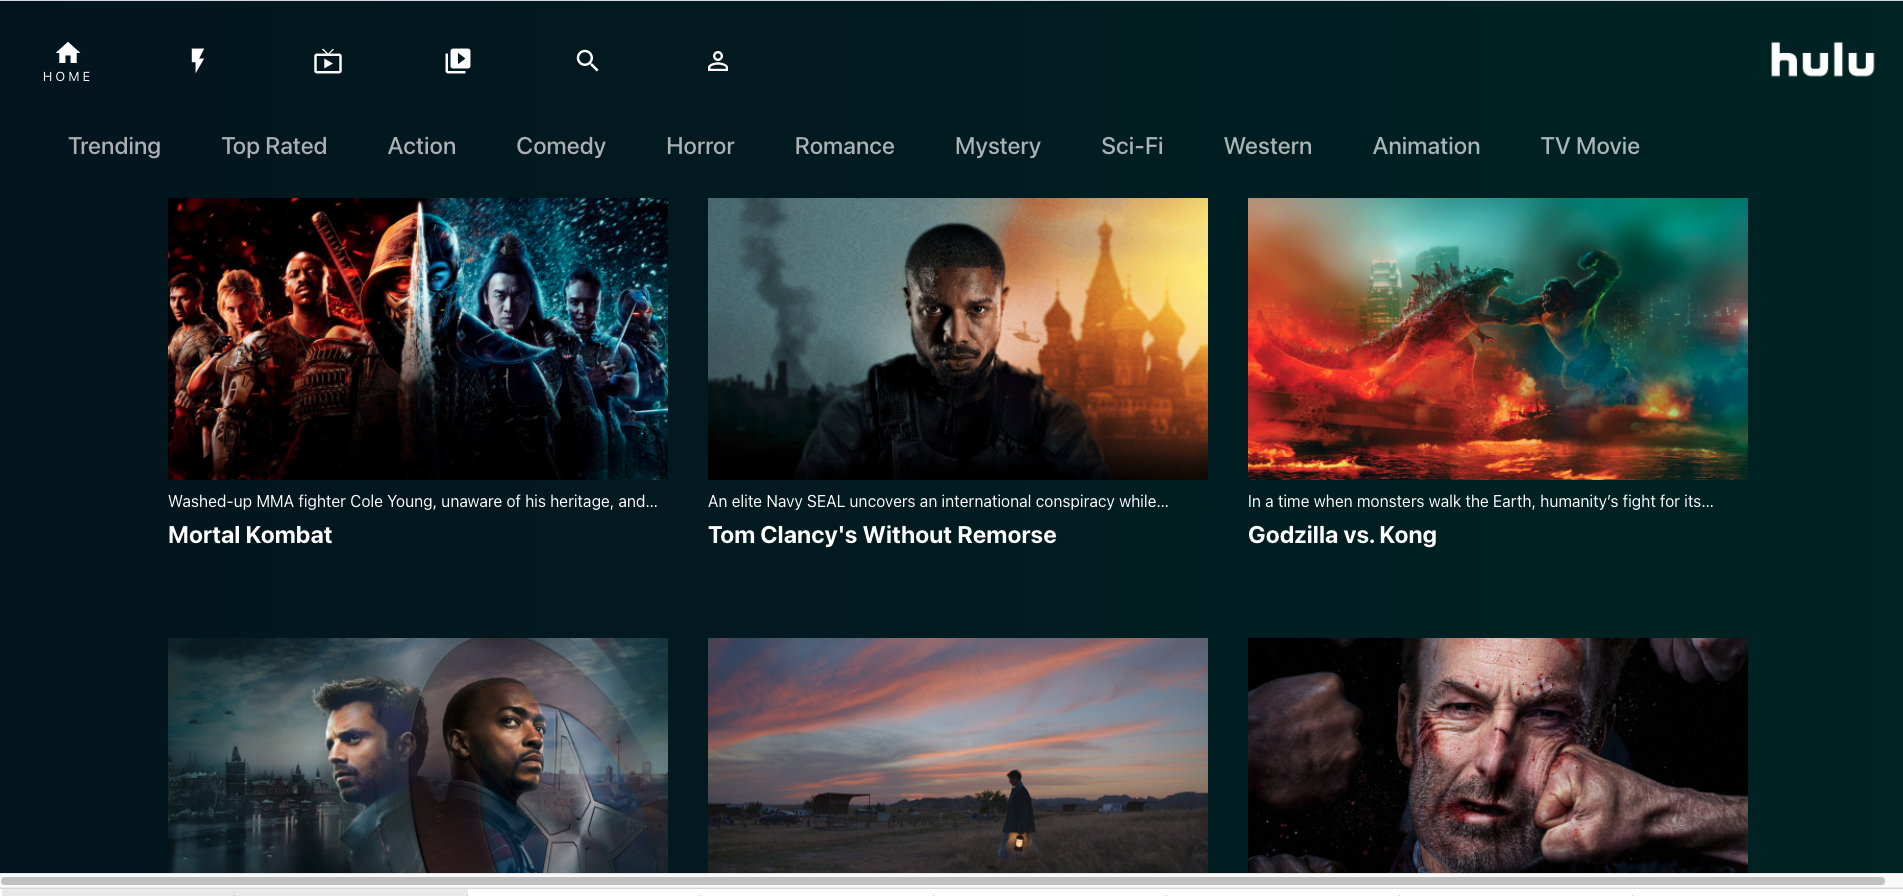 HOME
hulu
Trending Top Rated Action Comedy Horror Romance Mystery Sci-Fi Western Animation TV Movie
Washed-up MMA fighter Cole Young, unaware of his heritage, and...
Mortal Kombat
An elite Navy SEAL uncovers an international conspiracy while...
Tom Clancy's Without Remorse
In a time when monsters walk the Earth, humanity’s fight for its...
Godzilla vs. Kong